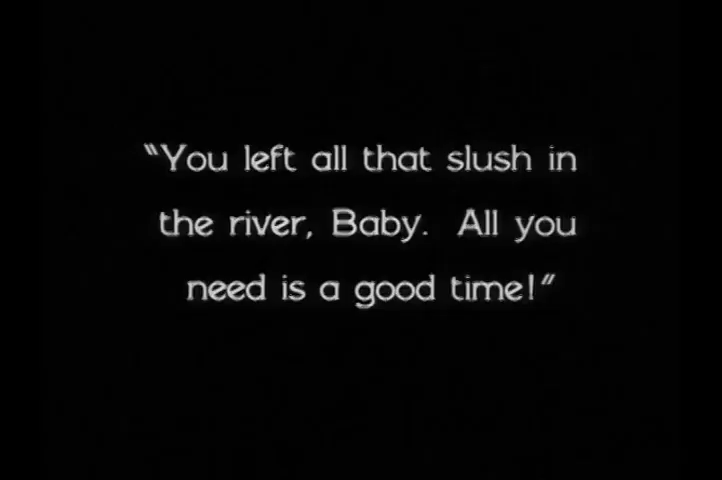 "You left all that slush in
the river, Baby. All you
need is a good time!"